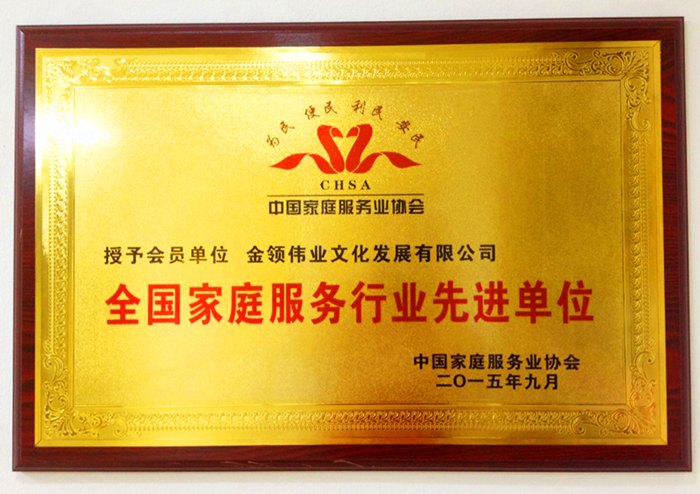 为民 便民 利民 安民
CHSA
中国家庭服务业协会
授予会员单位 金领伟业文化发展有限公司
全国家庭服务行业先进单位
中国家庭服务业协会
二〇一五年九月